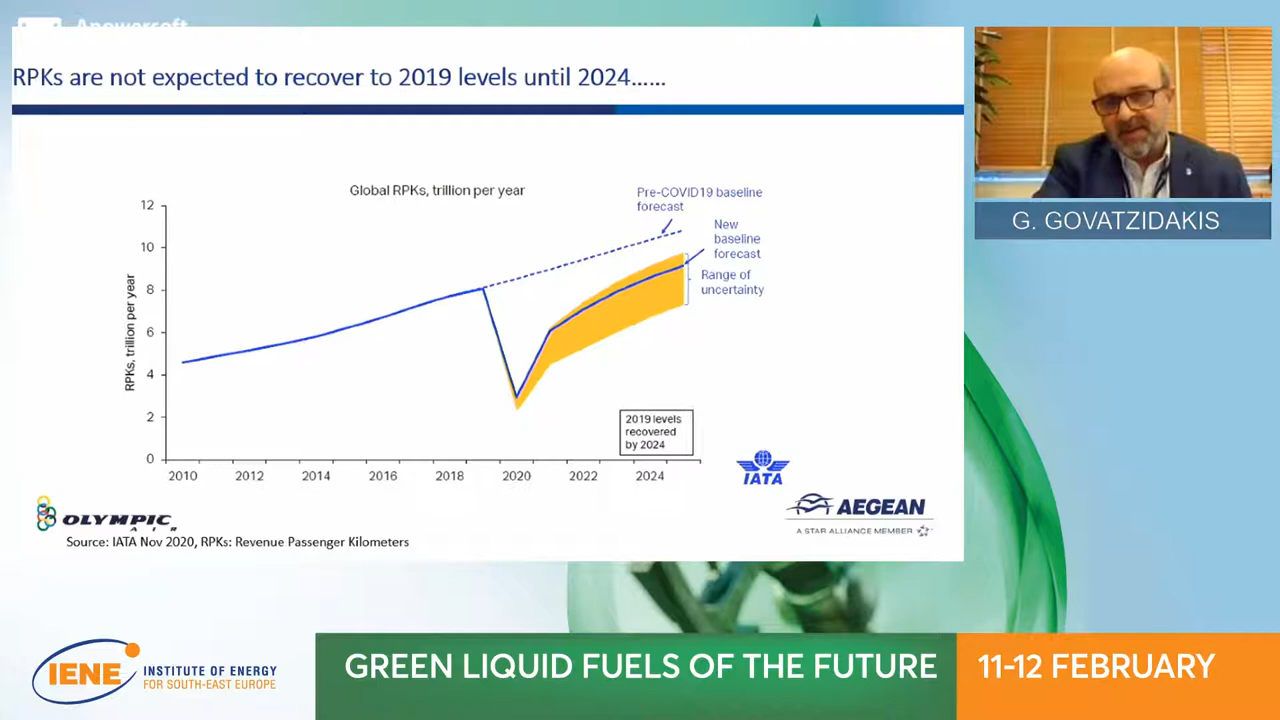 Apowersoft
RPKs are not expected to recover to 2019 levels until 2024......
Global RPKs, trillion per year
RPKs, trillion per year
12
10
8
6
4
2
0
2010 2012 2014 2016 2018 2020 2022 2024
Pre-COVID19 baseline
forecast
New
baseline
forecast
Range of
uncertainty
2019 levels
recovered
by 2024
IATA
OLYMPIC
AIR
AEGEAN
A STAR ALLIANCE MEMBER
Source: IATA Nov 2020, RPKs: Revenue Passenger Kilometers
G. GOVATZIDAKIS
IENE
INSTITUTE OF ENERGY
FOR SOUTH-EAST EUROPE
GREEN LIQUID FUELS OF THE FUTURE
11-12 FEBRUARY